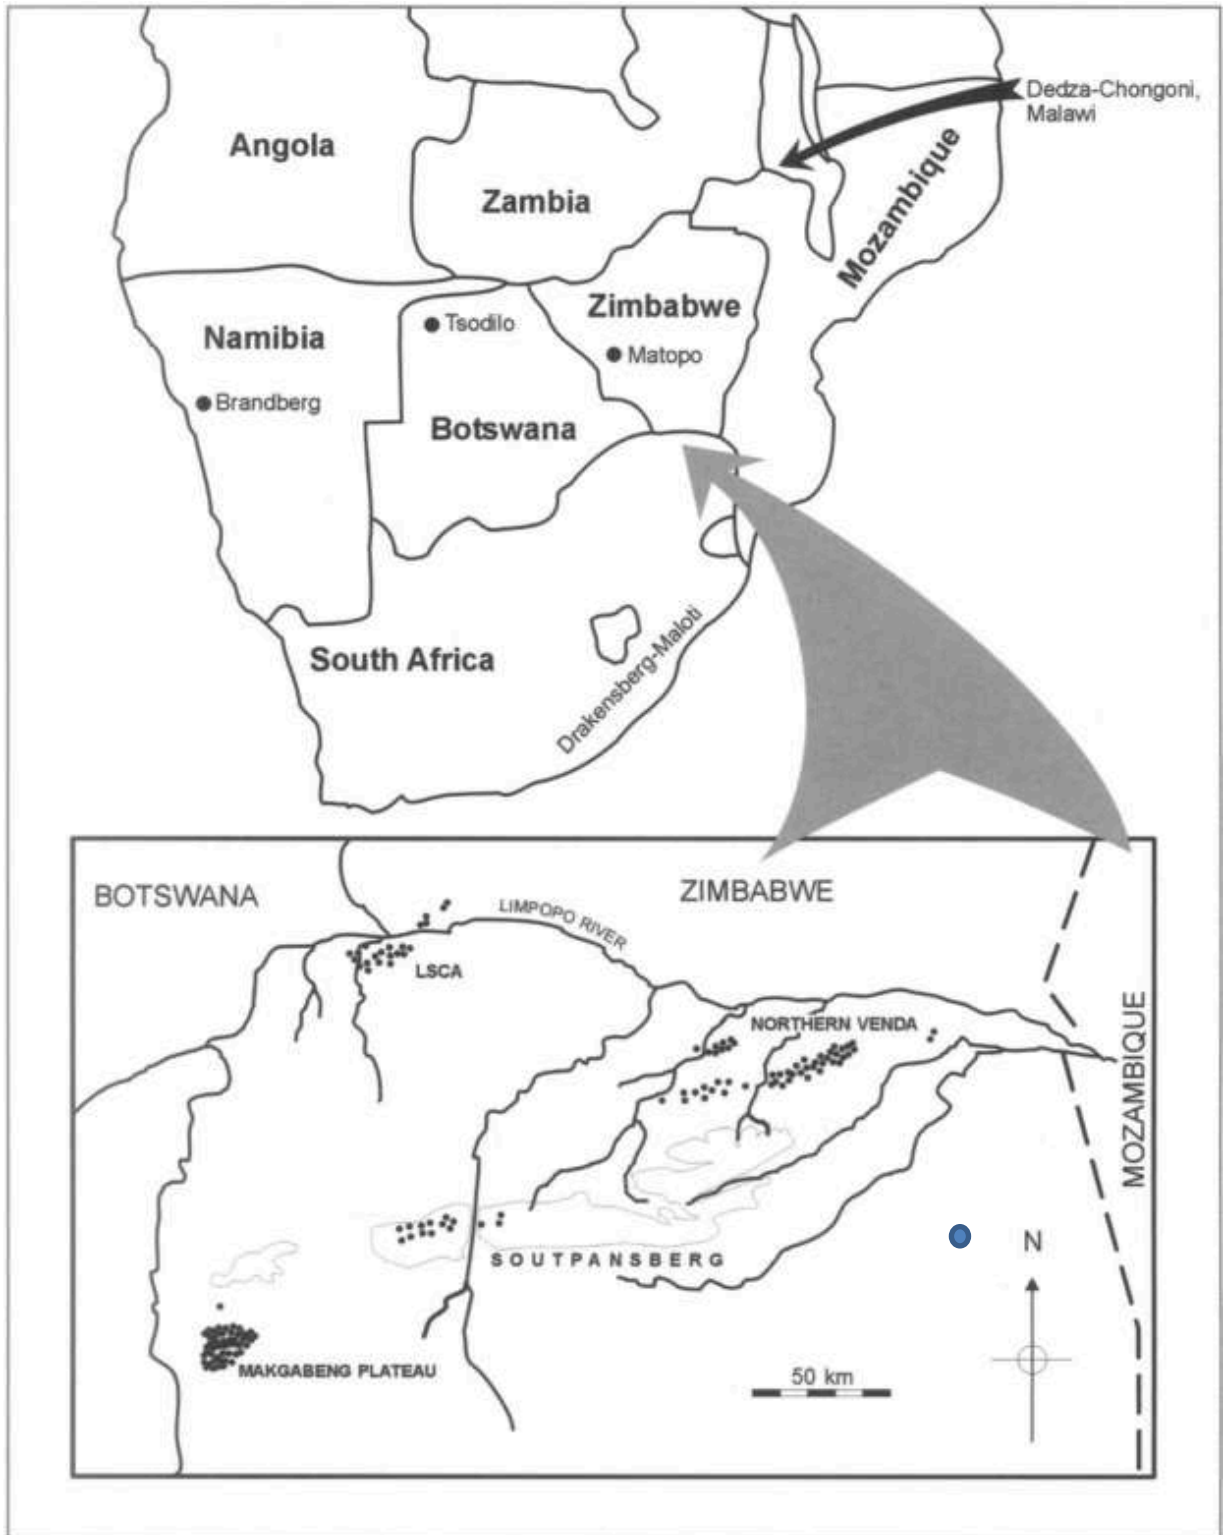 Dedza-Chongoni,
Malawi
Angola
Zambia
Mozambique
Namibia
Tsodilo
Zimbabwe
Matopo
Brandberg
Botswana
South Africa
Drakensberg-Maloti
BOTSWANA
ZIMBABWE
LIMPOPO RIVER
LSCA
NORTHERN VENDA
MOZAMBIQUE
SOUTPANSBERG
N
MAKGABENG PLATEAU
50 km